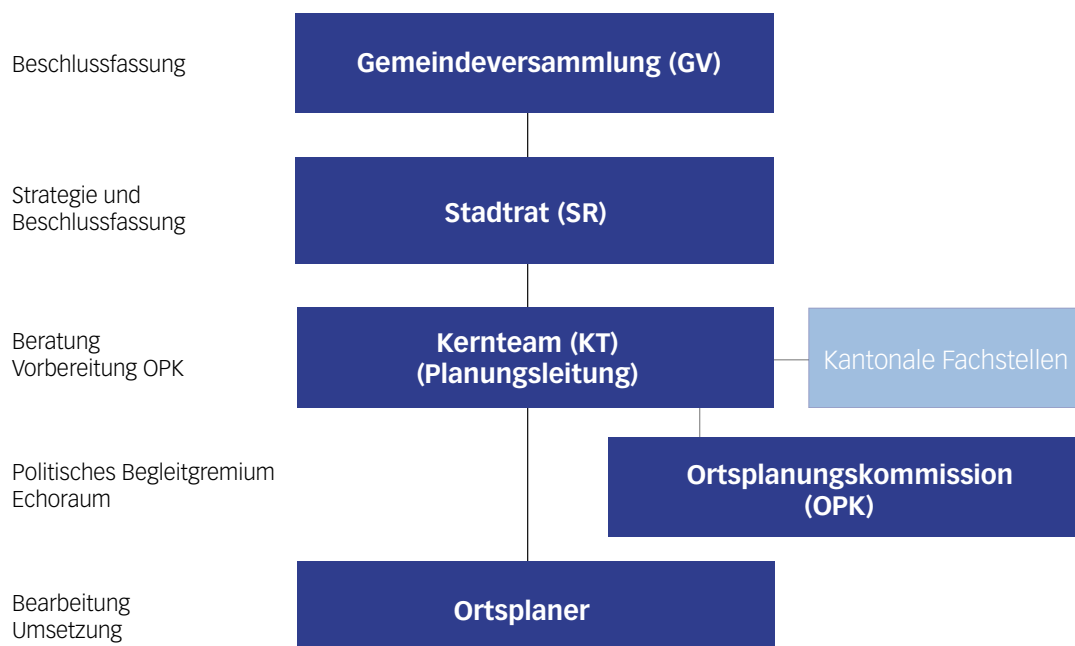 Beschlussfassung
Gemeindeversammlung (GV)
Strategie und
Beschlussfassung
Stadtrat (SR)
Beratung
Vorbereitung OPK
Kernteam (KT)
(Planungsleitung)
Kantonale Fachstellen
Politisches Begleitgremium
Echoraum
Ortsplanungskommission
(OPK)
Bearbeitung
Umsetzung
Ortsplaner